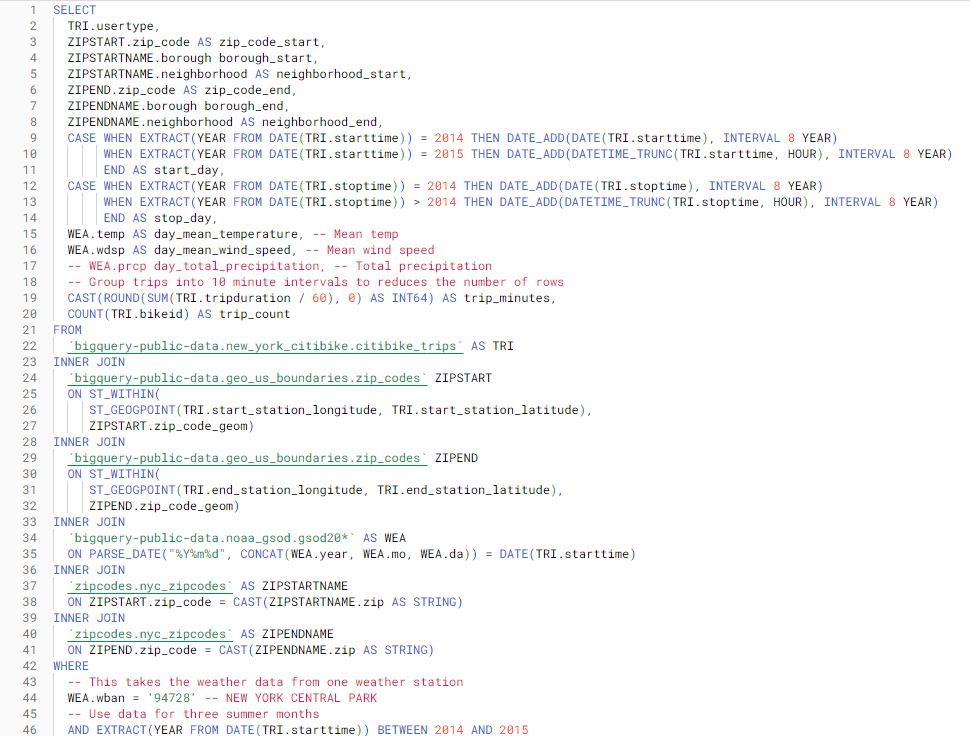 1 SELECT
2 TRI.usertype,
3 ZIPSTART.zip_code AS zip_code_start,
4 ZIPSTARTNAME.borough borough_start,
5 ZIPSTARTNAME.neighborhood AS neighborhood_start,
6 ZIPEND.zip_code AS zip_code_end,
7 ZIPENDNAME.borough borough_end,
8 ZIPENDNAME.neighborhood AS neighborhood_end,
9 CASE WHEN EXTRACT(YEAR FROM DATE(TRI.starttime)) = 2014 THEN DATE_ADD(DATE(TRI.starttime), INTERVAL 8 YEAR)
10 WHEN EXTRACT(YEAR FROM DATE(TRI.starttime)) = 2015 THEN DATE_ADD(DATETIME_TRUNC(TRI.starttime, HOUR), INTERVAL 8 YEAR)
11 END AS start_day,
12 CASE WHEN EXTRACT(YEAR FROM DATE(TRI.stoptime)) = 2014 THEN DATE_ADD(DATE(TRI.stoptime), INTERVAL 8 YEAR)
13 WHEN EXTRACT(YEAR FROM DATE(TRI.stoptime)) > 2014 THEN DATE_ADD(DATETIME_TRUNC(TRI.stoptime, HOUR), INTERVAL 8 YEAR)
14 END AS stop_day,
15 WEA.temp AS day_mean_temperature, -- Mean temp
16 WEA.wdsp AS day_mean_wind_speed, -- Mean wind speed
17 -- WEA.prcp day_total_precipitation, -- Total precipitation
18 -- Group trips into 10 minute intervals to reduces the number of rows
19 CAST(ROUND(SUM(TRI.tripduration / 60), 0) AS INT64) AS trip_minutes,
20 COUNT(TRI.bikeid) AS trip_count
21 FROM
22 `bigquery-public-data.new_york_citibike.citibike_trips` AS TRI
23 INNER JOIN
24 `bigquery-public-data.geo_us_boundaries.zip_codes` ZIPSTART
25 ON ST_WITHIN(
26 ST_GEOGPOINT(TRI.start_station_longitude, TRI.start_station_latitude),
27 ZIPSTART.zip_code_geom)
28 INNER JOIN
29 `bigquery-public-data.geo_us_boundaries.zip_codes` ZIPEND
30 ON ST_WITHIN(
31 ST_GEOGPOINT(TRI.end_station_longitude, TRI.end_station_latitude),
32 ZIPEND.zip_code_geom)
33 INNER JOIN
34 `bigquery-public-data.noaa_gsod.gsod20*` AS WEA
35 ON PARSE_DATE("%Y%m%d", CONCAT(WEA.year, WEA.mo, WEA.da)) = DATE(TRI.starttime)
36 INNER JOIN
37 `zipcodes.nyc_zipcodes` AS ZIPSTARTNAME
38 ON ZIPSTART.zip_code = CAST(ZIPSTARTNAME.zip AS STRING)
39 INNER JOIN
40 `zipcodes.nyc_zipcodes` AS ZIPENDNAME
41 ON ZIPEND.zip_code = CAST(ZIPENDNAME.zip AS STRING)
42 WHERE
43 -- This takes the weather data from one weather station
44 WEA.wban = '94728' -- NEW YORK CENTRAL PARK
45 -- Use data for three summer months
46 AND EXTRACT(YEAR FROM DATE(TRI.starttime)) BETWEEN 2014 AND 2015